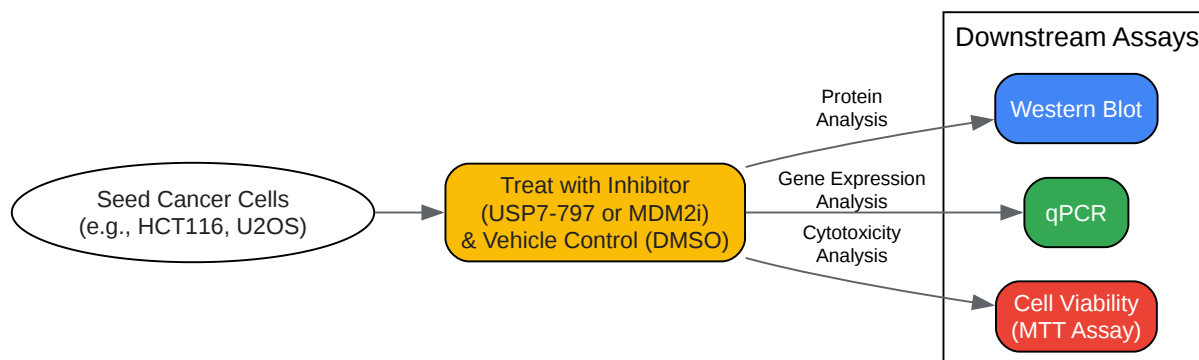 Downstream Assays
Protein
Analysis
Western Blot
Seed Cancer Cells
(e.g., HCT116, U2OS)
Treat with Inhibitor
(USP7-797 or MDM2i)
& Vehicle Control (DMSO)
Gene Expression
Analysis
qPCR
Cytotoxicity
Analysis
Cell Viability
(MTT Assay)